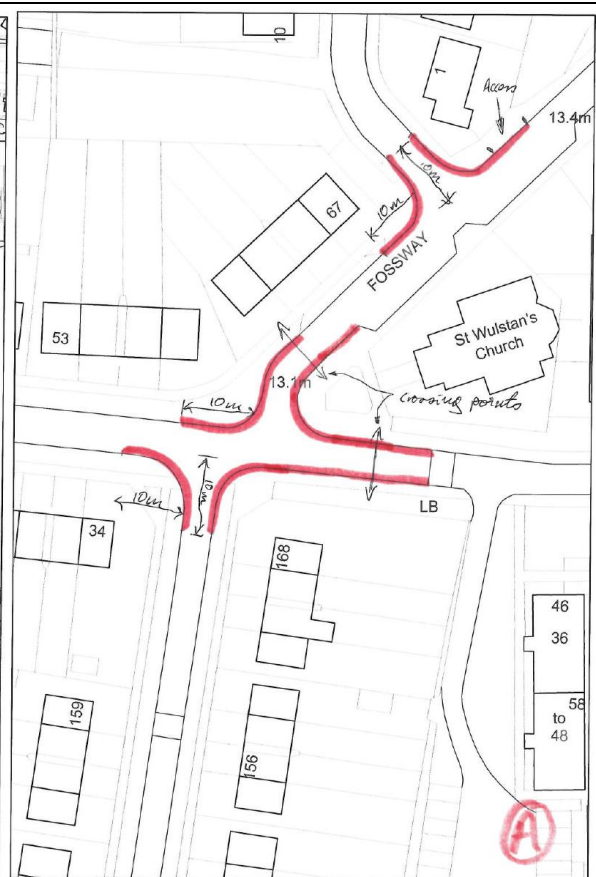 10
1
Access
13.4m
10m
10m
67
FOSSWAY
St Wulstan's
Church
53
13.1m
crossing points
10m
10m
10m
LB
34
168
46
36
58
to
48
159
156
A